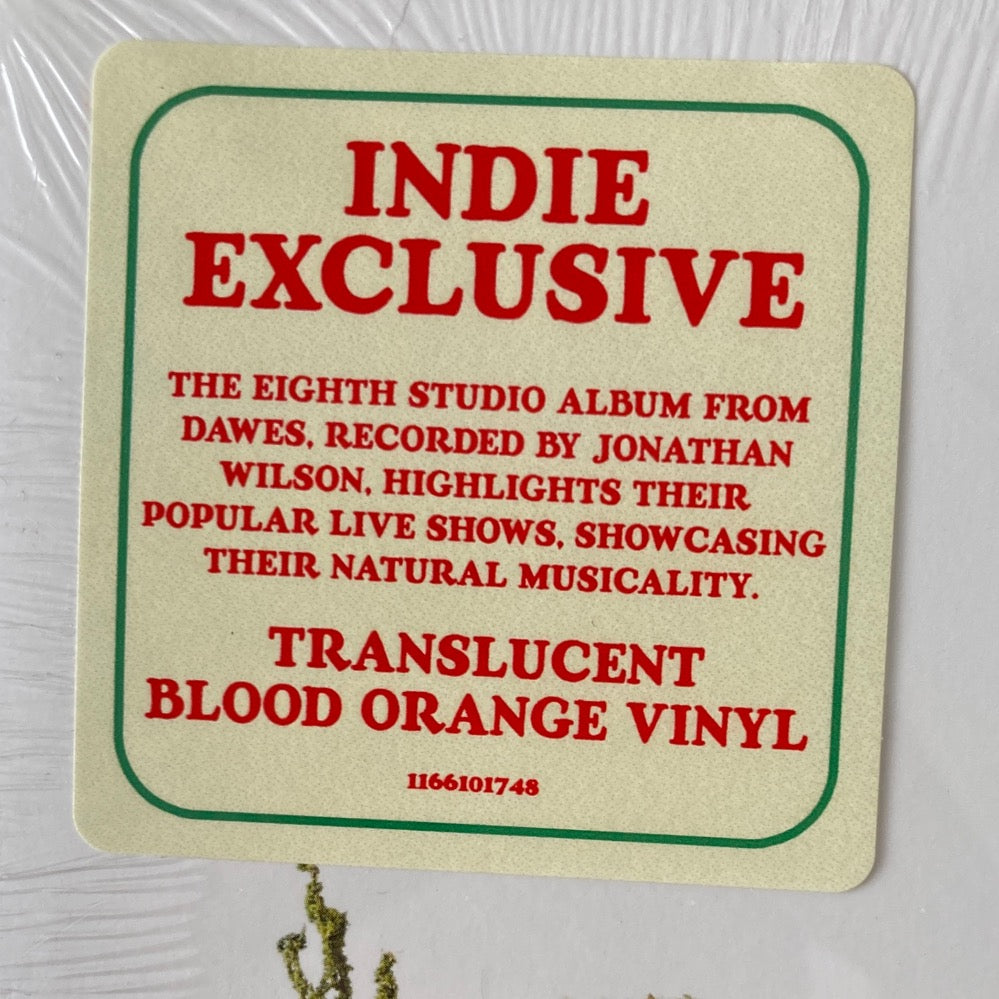 INDIE
EXCLUSIVE
THE EIGHTH STUDIO ALBUM FROM
DAWES, RECORDED BY JONATHAN
WILSON, HIGHLIGHTS THEIR
POPULAR LIVE SHOWS, SHOWCASING
THEIR NATURAL MUSICALITY.
TRANSLUCENT
BLOOD ORANGE VINYL
1166101748